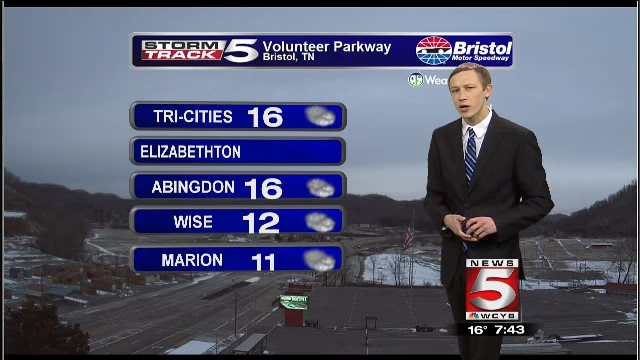 STORM TRACK 5
Volunteer Parkway
Bristol, TN
Bristol
MOTOR SPEEDWAY
Wea
TRI-CITIES 16
ELIZABETHTON
ABINGDON 16
WISE 12
MARION 11
NEWS
5
WCYB
16° 7:43